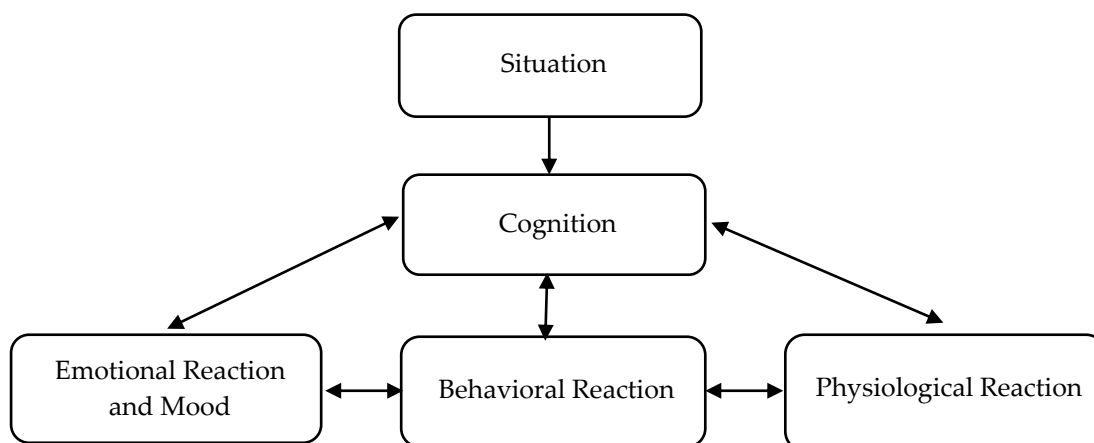 Situation
Cognition
Emotional Reaction
and Mood
Behavioral Reaction
Physiological Reaction